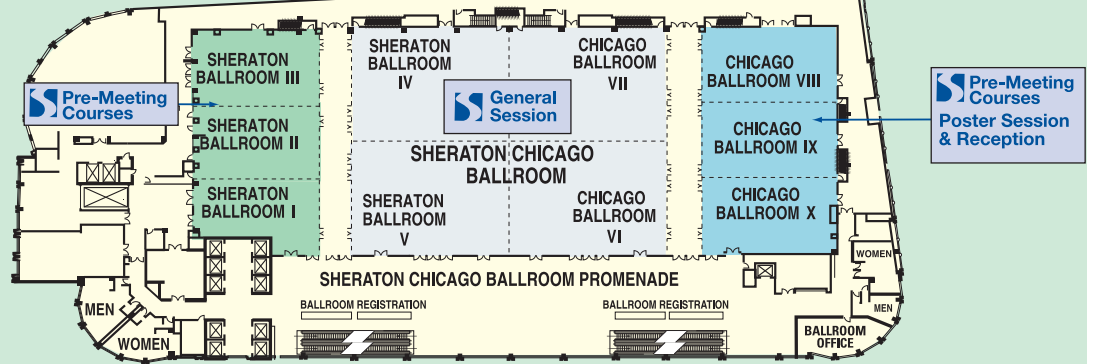 SHERATON
BALLROOM III
SHERATON
BALLROOM
IV
CHICAGO
BALLROOM
VII
CHICAGO
BALLROOM VIII
Pre-Meeting
Courses
General
Session
Pre-Meeting
Courses
Poster Session
& Reception
SHERATON
BALLROOM II
CHICAGO
BALLROOM IX
SHERATON CHICAGO
BALLROOM
SHERATON
BALLROOM I
SHERATON
BALLROOM
V
CHICAGO
BALLROOM
VI
CHICAGO
BALLROOM X
WOMEN
SHERATON CHICAGO BALLROOM PROMENADE
MEN
BALLROOM REGISTRATION
BALLROOM REGISTRATION
MEN
WOMEN
BALLROOM
OFFICE